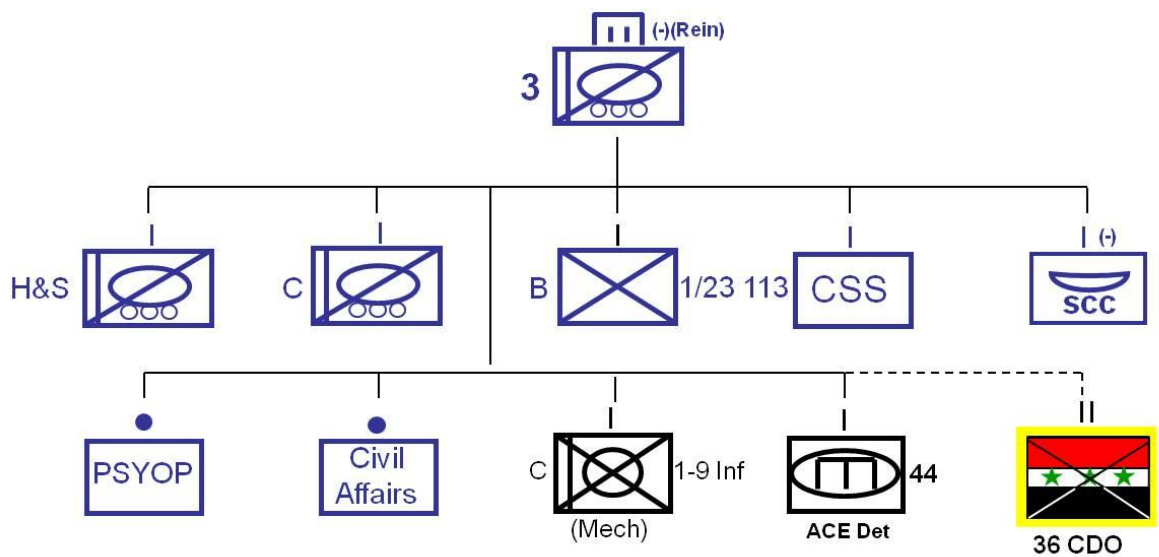 (-)(Rein)
3
H&S
C
B
1/23
113
CSS
(-)
SCC
PSYOP
Civil
Affairs
C
1-9 Inf
(Mech)
44
ACE Det
36 CDO